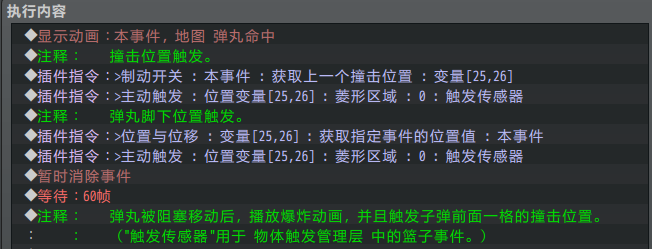 执行内容
◆显示动画：本事件, 地图 弹丸命中
◆注释：  撞击位置触发。
◆插件指令：>制动开关 : 本事件 : 获取上一个撞击位置 : 变量[25,26]
◆插件指令：>主动触发 : 位置变量[25,26] : 菱形区域 : 0 : 触发传感器
◆注释：  弹丸脚下位置触发。
◆插件指令：>位置与位移 : 变量[25,26] : 获取指定事件的位置值 : 本事件
◆插件指令：>主动触发 : 位置变量[25,26] : 菱形区域 : 0 : 触发传感器
◆暂时消除事件
◆等待：60帧
◆注释：  弹丸被阻塞移动后, 播放爆炸动画, 并且触发子弹前面一格的撞击位置。
：  ：  ("触发传感器"用于 物体触发管理层 中的篮子事件。)